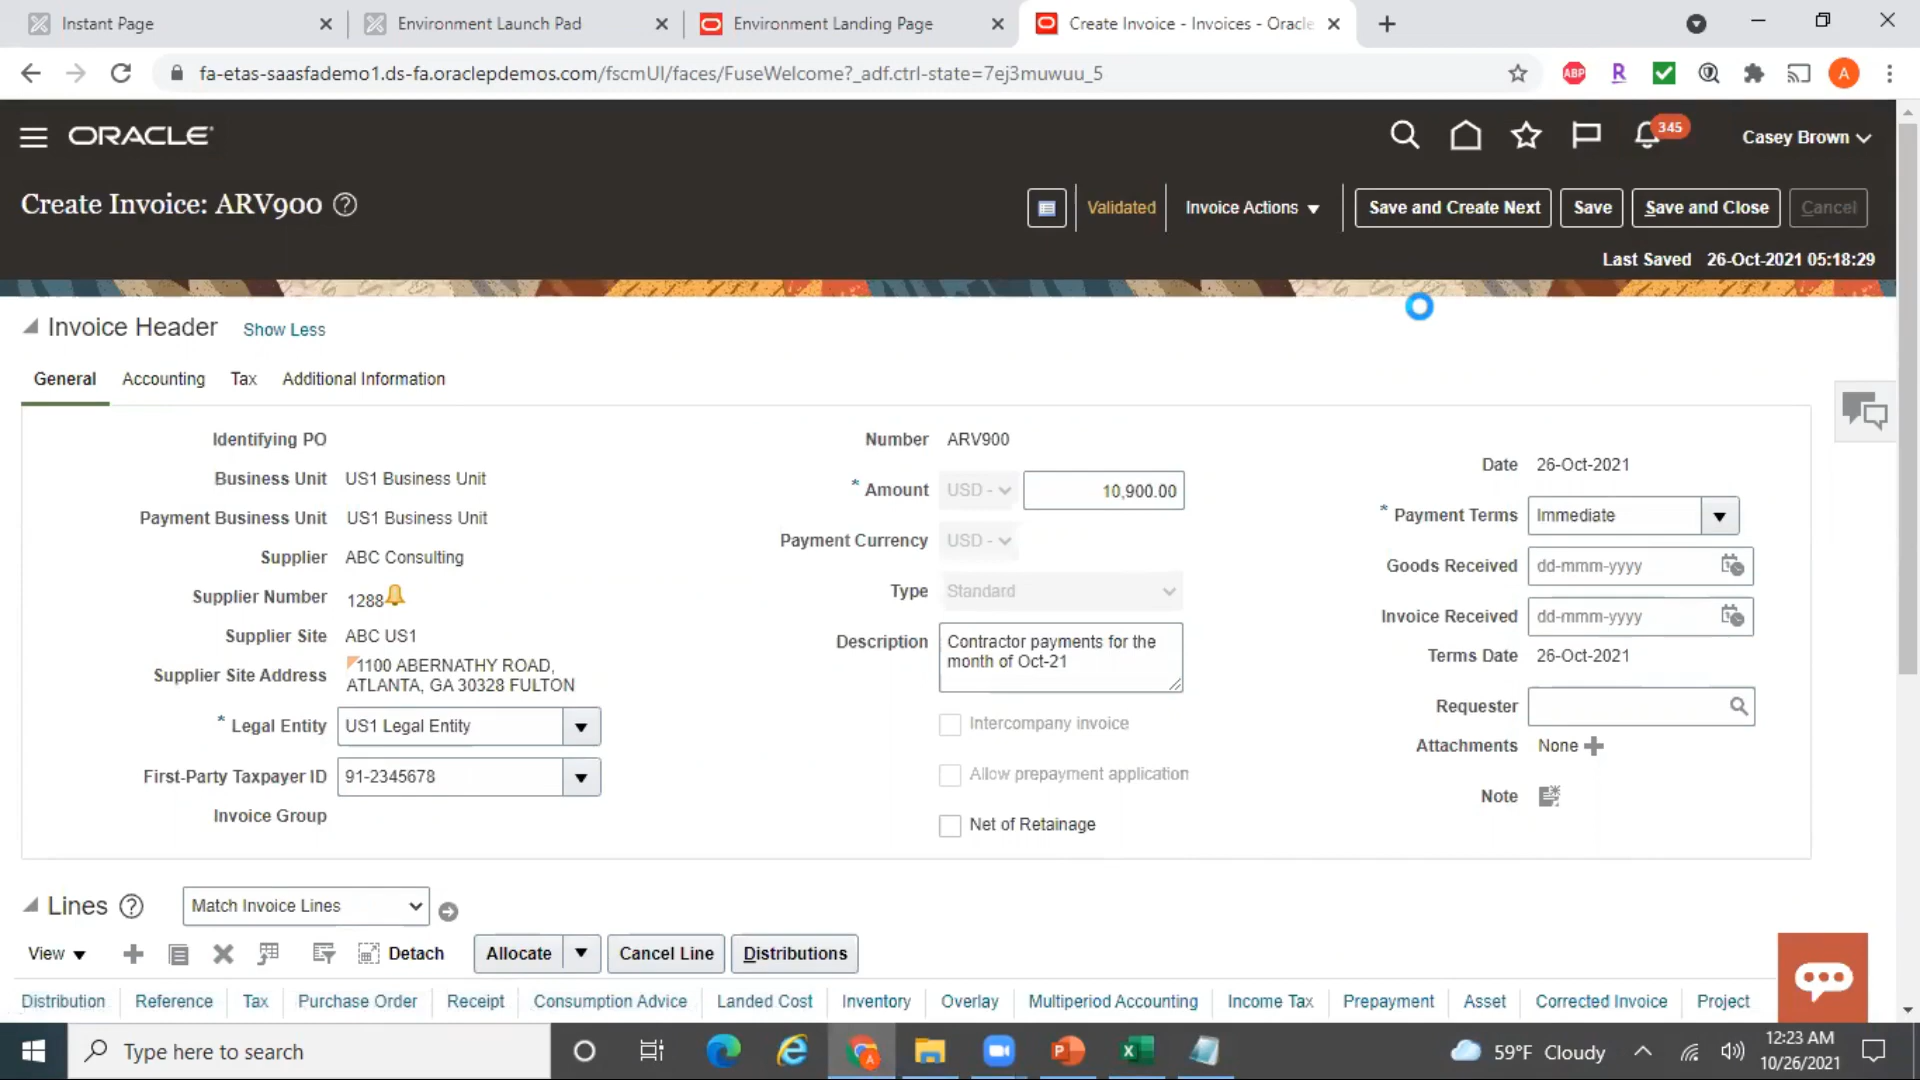 Instant Page
Environment Launch Pad
Environment Landing Page
Create Invoice - Invoices - Oracle
fa-etas-saasfademo1.ds-fa.oraclepdemos.com/fscmUI/faces/FuseWelcome?_adf.ctrl-state=7ej3muwuu_5
ABP
R
A
ORACLE
345
Casey Brown
Create Invoice: ARV900
Validated
Invoice Actions
Save and Create Next
Save
Save and Close
Cancel
Last Saved 26-Oct-2021 05:18:29
Invoice Header Show Less
General Accounting Tax Additional Information
Identifying PO
Business Unit US1 Business Unit
Payment Business Unit US1 Business Unit
Supplier ABC Consulting
Supplier Number 1288
Supplier Site ABC US1
Supplier Site Address 1100 ABERNATHY ROAD,
ATLANTA, GA 30328 FULTON
* Legal Entity US1 Legal Entity
First-Party Taxpayer ID 91-2345678
Invoice Group
Number ARV900
* Amount USD - 10,900.00
Payment Currency USD -
Type Standard
Description Contractor payments for the
month of Oct-21
Intercompany invoice
Allow prepayment application
Net of Retainage
Date 26-Oct-2021
* Payment Terms Immediate
Goods Received dd-mmm-yyyy
Invoice Received dd-mmm-yyyy
Terms Date 26-Oct-2021
Requester
Attachments None
Note
Lines Match Invoice Lines
View Detach Allocate Cancel Line Distributions
Distribution Reference Tax Purchase Order Receipt Consumption Advice Landed Cost Inventory Overlay Multiperiod Accounting Income Tax Prepayment Asset Corrected Invoice Project
Type here to search
59°F Cloudy
12:23 AM
10/26/2021